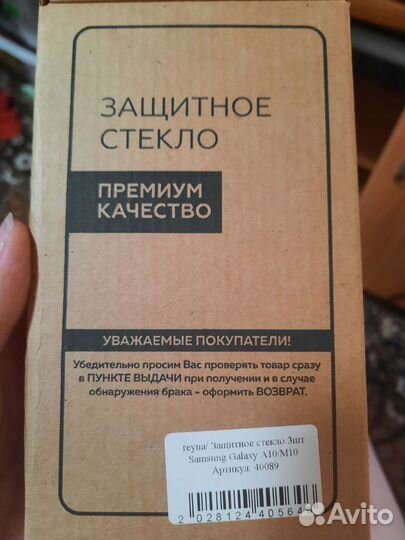 ЗАЩИТНОЕ
СТЕКЛО
ПРЕМИУМ
КАЧЕСТВО
УВАЖАЕМЫЕ ПОКУПАТЕЛИ!
Убедительно просим Вас проверять товар сразу
в ПУНКТЕ ВЫДАЧИ при получении и в случае
обнаружения брака - оформить ВОЗВРАТ.
reyna/ Защитное стекло 3шт
Samsung Galaxy A10/M10
Артикул: 40089
Avito